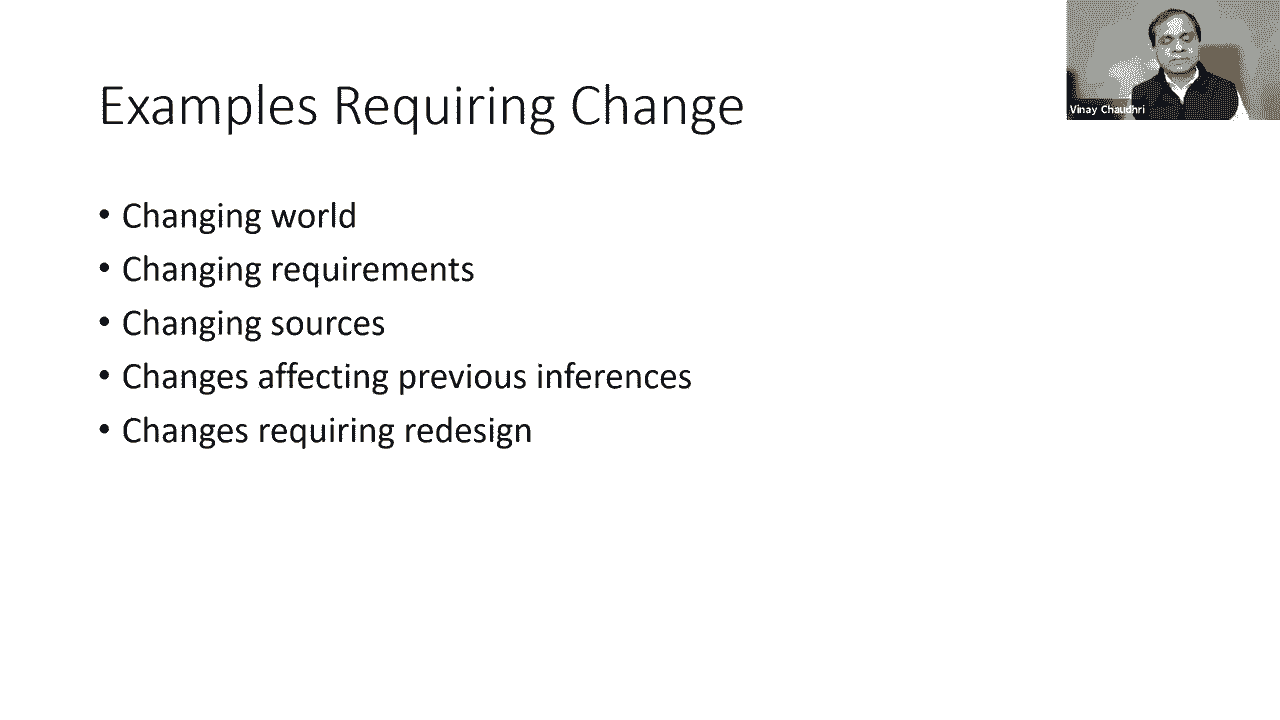 Examples Requiring Change
• Changing world
• Changing requirements
• Changing sources
• Changes affecting previous inferences
• Changes requiring redesign
Vinay Chaudhri